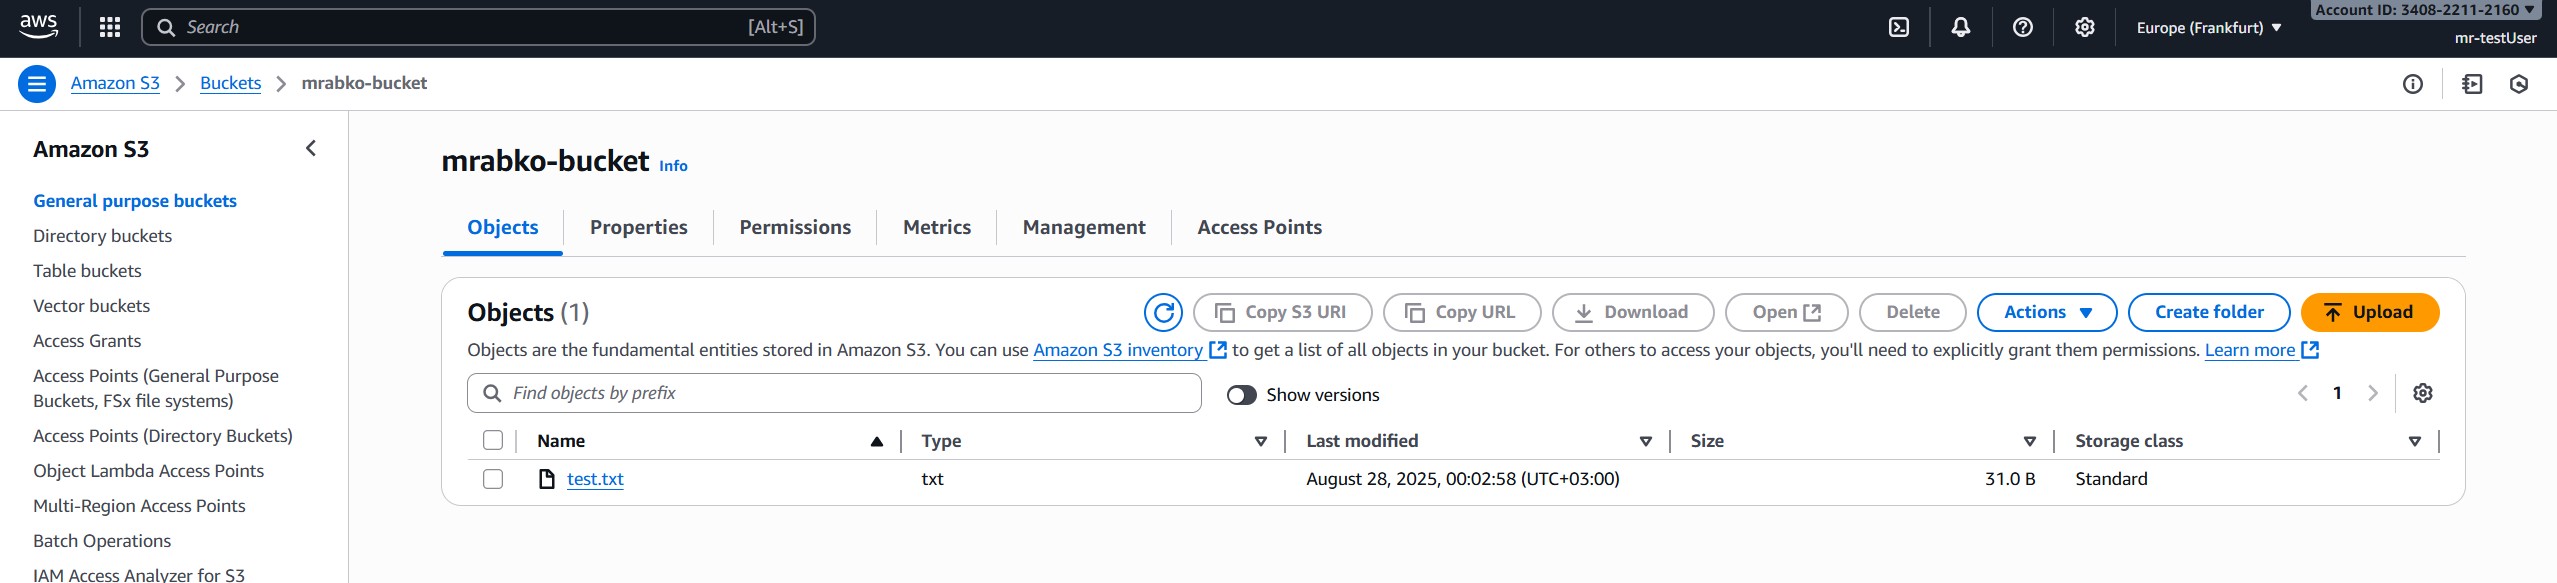 aws
Search [Alt+S]
Europe (Frankfurt)
Account ID: 3408-2211-2160
mr-testUser
Amazon S3 > Buckets > mrabko-bucket
Amazon S3
General purpose buckets
Directory buckets
Table buckets
Vector buckets
Access Grants
Access Points (General Purpose
Buckets, FSx file systems)
Access Points (Directory Buckets)
Object Lambda Access Points
Multi-Region Access Points
Batch Operations
IAM Access Analyzer for S3
mrabko-bucket Info
Objects Properties Permissions Metrics Management Access Points
Objects (1)
Copy S3 URI Copy URL Download Open Delete Actions Create folder Upload
Objects are the fundamental entities stored in Amazon S3. You can use Amazon S3 inventory to get a list of all objects in your bucket. For others to access your objects, you'll need to explicitly grant them permissions. Learn more
Find objects by prefix Show versions 1
Name Type Last modified Size Storage class
test.txt txt August 28, 2025, 00:02:58 (UTC+03:00) 31.0 B Standard